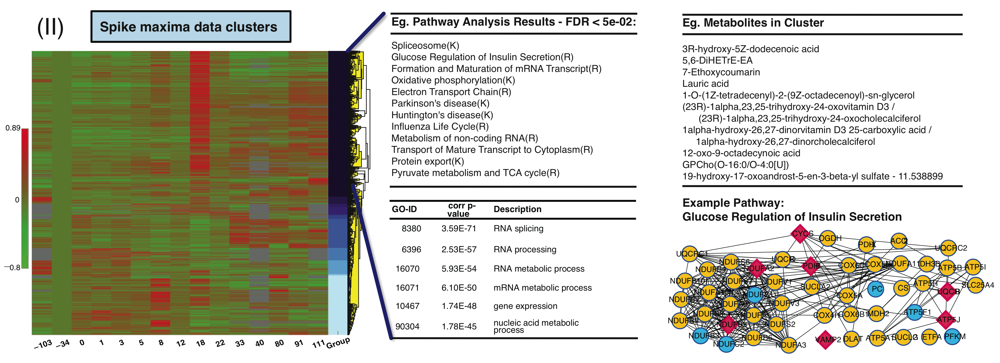 (II)
Spike maxima data clusters
0.89
0
−0.8
−103 −34 0 1 3 5 8 12 18 22 33 40 80 91 111 Group
Eg. Pathway Analysis Results - FDR < 5e-02:
Spliceosome(K)
Glucose Regulation of Insulin Secretion(R)
Formation and Maturation of mRNA Transcript(R)
Oxidative phosphorylation(K)
Electron Transport Chain(R)
Parkinson's disease(K)
Huntington's disease(K)
Influenza Life Cycle(R)
Metabolism of non-coding RNA(R)
Transport of Mature Transcript to Cytoplasm(R)
Protein export(K)
Pyruvate metabolism and TCA cycle(R)
GO-ID corr p-value Description
8380 3.59E-71 RNA splicing
6396 2.53E-57 RNA processing
16070 5.93E-54 RNA metabolic process
16071 6.10E-50 mRNA metabolic process
10467 1.74E-48 gene expression
90304 1.78E-45 nucleic acid metabolic
process
Eg. Metabolites in Cluster
3R-hydroxy-5Z-dodecenoic acid
5,6-DiHETrE-EA
7-Ethoxycoumarin
Lauric acid
1-O-(1Z-tetradecenyl)-2-(9Z-octadecenoyl)-sn-glycerol
(23R)-1alpha,23,25-trihydroxy-24-oxovitamin D3 /
(23R)-1alpha,23,25-trihydroxy-24-oxocholecalciferol
1alpha-hydroxy-26,27-dinorvitamin D3 25-carboxylic acid /
1alpha-hydroxy-26,27-dinorcholecalciferol
12-oxo-9-octadecynoic acid
GPCho(O-16:0/O-4:0[U])
19-hydroxy-17-oxoandrost-5-en-3-beta-yl sulfate - 11.538899
Example Pathway:
Glucose Regulation of Insulin Secretion
CYCS OGDH PDHX ACO2 UQCRC2
UQCRC1 NDUFS6 NDUFA2 PDHB NDUFA11 IDH3B ATP5B ATP5I
NDUFB10 NDUFV1 SUCLA2 PC CS ATP5H SLC25A4
COX5A UQCRB
NDUFV3
COX4I1 COX6B1 MDH2 ATP5F1
NDUFS2 ATP5J
NDUFB3 NDUFC2 NDUFB6 NDUFA3 VAMP2 DLAT ATP5A1 SUCLG ETFA PFKM